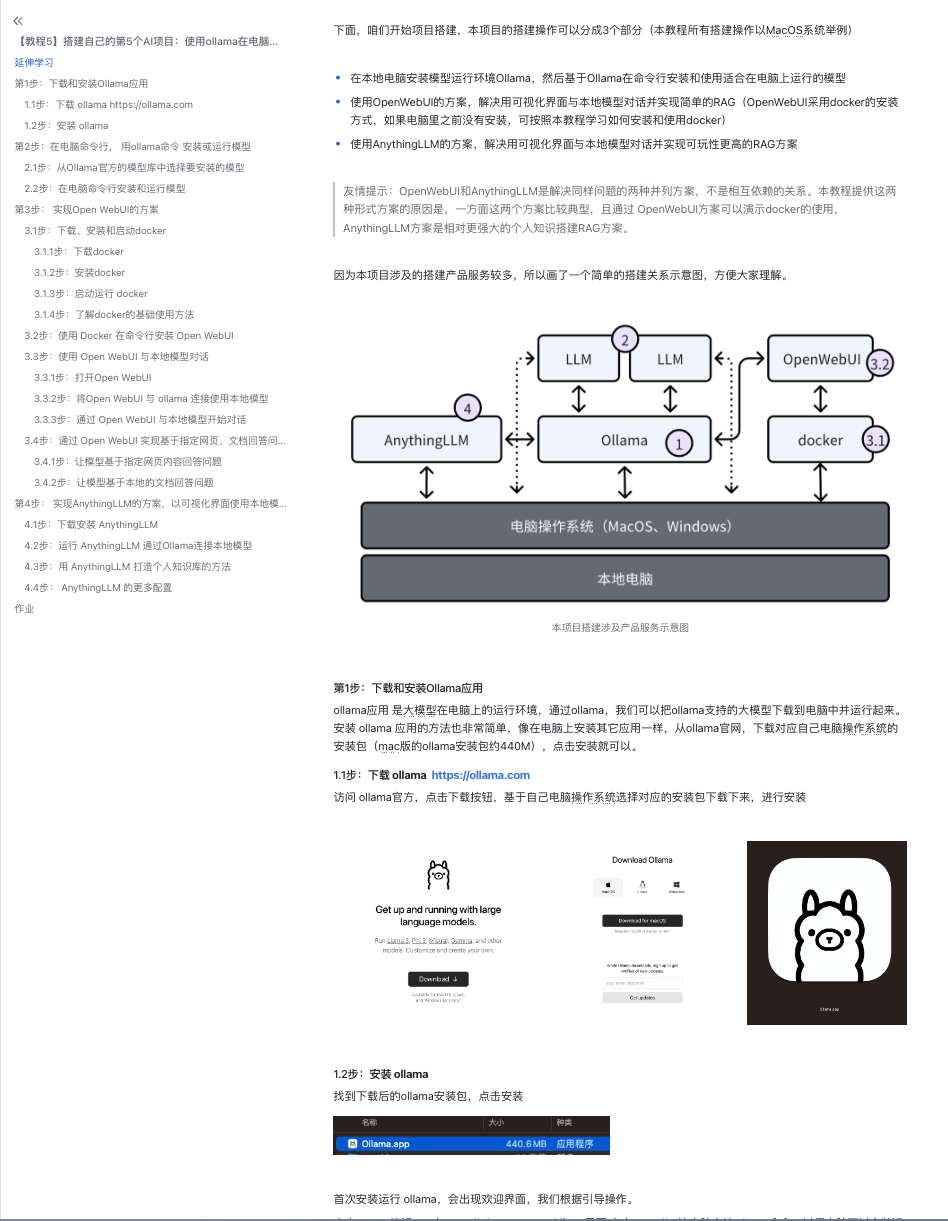 【教程5】搭建自己的第5个AI项目：使用ollama在电脑...
延伸学习
第1步：下载和安装Ollama应用
1.1步：下载 ollama https://ollama.com
1.2步：安装 ollama
第2步：在电脑命令行， 用ollama命令 安装或运行模型
2.1步：从Ollama官方的模型库中选择要安装的模型
2.2步：在电脑命令行安装和运行模型
第3步： 实现Open WebUI的方案
3.1步：下载、安装和启动docker
3.1.1步：下载docker
3.1.2步：安装docker
3.1.3步：启动运行 docker
3.1.4步：了解docker的基础使用方法
3.2步：使用 Docker 在命令行安装 Open WebUI
3.3步：使用 Open WebUI 与本地模型对话
3.3.1步：打开Open WebUI
3.3.2步：将Open WebUI 与 ollama 连接使用本地模型
3.3.3步：通过 Open WebUI 与本地模型开始对话
3.4步：通过 Open WebUI 实现基于指定网页、文档回答问...
3.4.1步：让模型基于指定网页内容回答问题
3.4.2步：让模型基于本地的文档回答问题
第4步： 实现AnythingLLM的方案，以可视化界面使用本地模...
4.1步：下载安装 AnythingLLM
4.2步：运行 AnythingLLM 通过Ollama连接本地模型
4.3步：用 AnythingLLM 打造个人知识库的方法
4.4步： AnythingLLM 的更多配置
作业
下面，咱们开始项目搭建，本项目的搭建操作可以分成3个部分（本教程所有搭建操作以MacOS系统举例）
在本地电脑安装模型运行环境Ollama，然后基于Ollama在命令行安装和使用适合在电脑上运行的模型
使用OpenWebUI的方案，解决用可视化界面与本地模型对话并实现简单的RAG（OpenWebUI采用docker的安装
方式，如果电脑里之前没有安装，可按照本教程学习如何安装和使用docker）
使用AnythingLLM的方案，解决用可视化界面与本地模型对话并实现可玩性更高的RAG方案
友情提示：OpenWebUI和AnythingLLM是解决同样问题的两种并列方案，不是相互依赖的关系。本教程提供这两
种形式方案的原因是，一方面这两个方案比较典型，且通过 OpenWebUI方案可以演示docker的使用，
AnythingLLM方案是相对更强大的个人知识搭建RAG方案。
因为本项目涉及的搭建产品服务较多，所以画了一个简单的搭建关系示意图，方便大家理解。
LLM
2
LLM
OpenWebUI
3.2
4
AnythingLLM
Ollama
1
docker
3.1
电脑操作系统（MacOS、Windows）
本地电脑
本项目搭建涉及产品服务示意图
第1步：下载和安装Ollama应用
ollama应用 是大模型在电脑上的运行环境，通过ollama，我们可以把ollama支持的大模型下载到电脑中并运行起来。
安装 ollama 应用的方法也非常简单，像在电脑上安装其它应用一样，从ollama官网，下载对应自己电脑操作系统的
安装包（mac版的ollama安装包约440M），点击安装就可以。
1.1步：下载 ollama https://ollama.com
访问 ollama官方，点击下载按钮，基于自己电脑操作系统选择对应的安装包下载下来，进行安装
Get up and running with large
language models.
Run Llama 3, Phi 3, Mistral, Gemma, and other
models. Customize and create your own.
Download ↓
Available for macOS, Linux,
and Windows (preview)
Download Ollama
macOS
Linux
Windows
Download for macOS
While Ollama downloads, sign up to get
notified of new updates.
your email address
Get updates
Ollama.app
1.2步：安装 ollama
找到下载后的ollama安装包，点击安装
名称 大小 种类
Ollama.app 440.6 MB 应用程序
首次安装运行 ollama，会出现欢迎界面，我们根据引导操作。